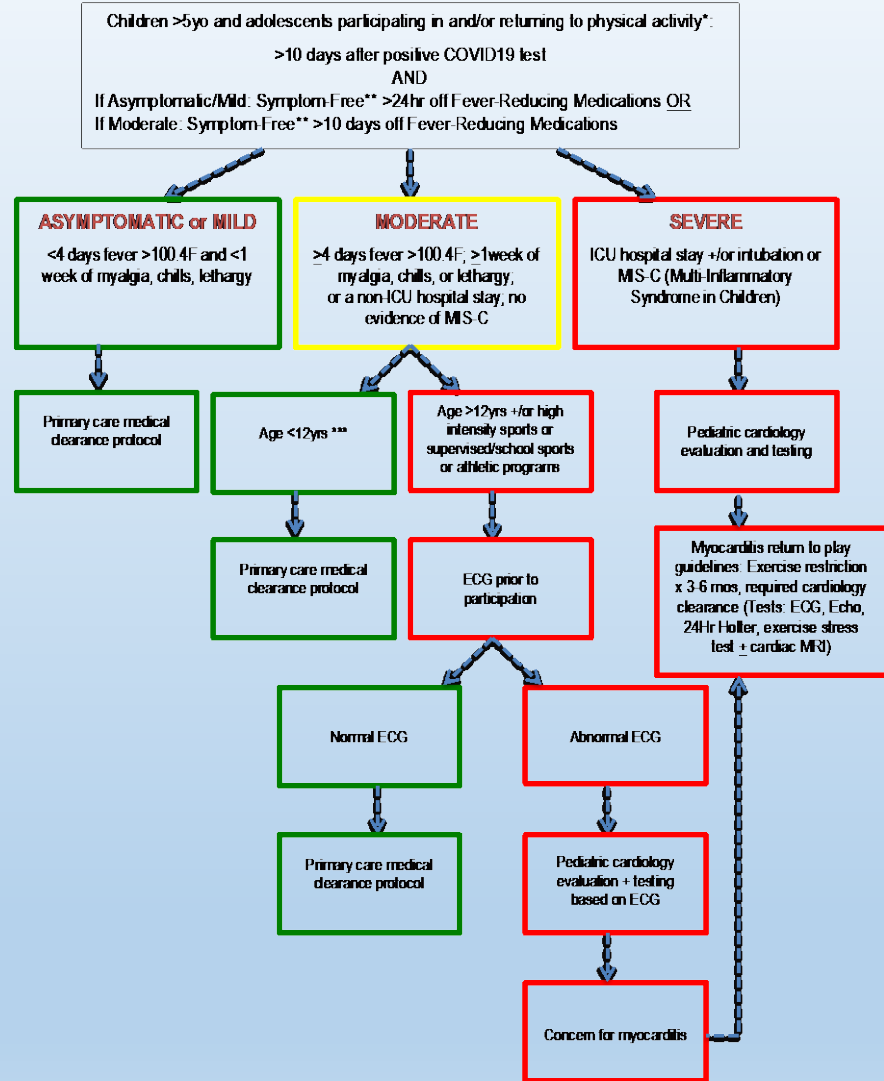 Children >5yo and adolescents participating in and/or returning to physical activity*:
>10 days after positive COVID19 test
AND
If Asymptomatic/Mild: Symptom-Free** >24hr off Fever-Reducing Medications OR
If Moderate: Symptom-Free** >10 days off Fever-Reducing Medications
ASYMPTOMATIC or MILD
<4 days fever >100.4F and <1
week of myalgia, chills, lethargy
MODERATE
≥4 days fever >100.4F; ≥1week of
myalgia, chills, or lethargy;
or a non-ICU hospital stay, no
evidence of MIS-C
SEVERE
ICU hospital stay +/or intubation or
MIS-C (Multi-Inflammatory
Syndrome in Children)
Primary care medical
clearance protocol
Age <12yrs ***
Age >12yrs +/or high
intensity sports or
supervised/school sports
or athletic programs
Pediatric cardiology
evaluation and testing
Primary care medical
clearance protocol
ECG prior to
participation
Myocarditis return to play
guidelines: Exercise restriction
x 3-6 mos, required cardiology
clearance (Tests: ECG, Echo,
24Hr Holter, exercise stress
test ± cardiac MRI)
Normal ECG
Abnormal ECG
Primary care medical
clearance protocol
Pediatric cardiology
evaluation + testing
based on ECG
Concern for myocarditis